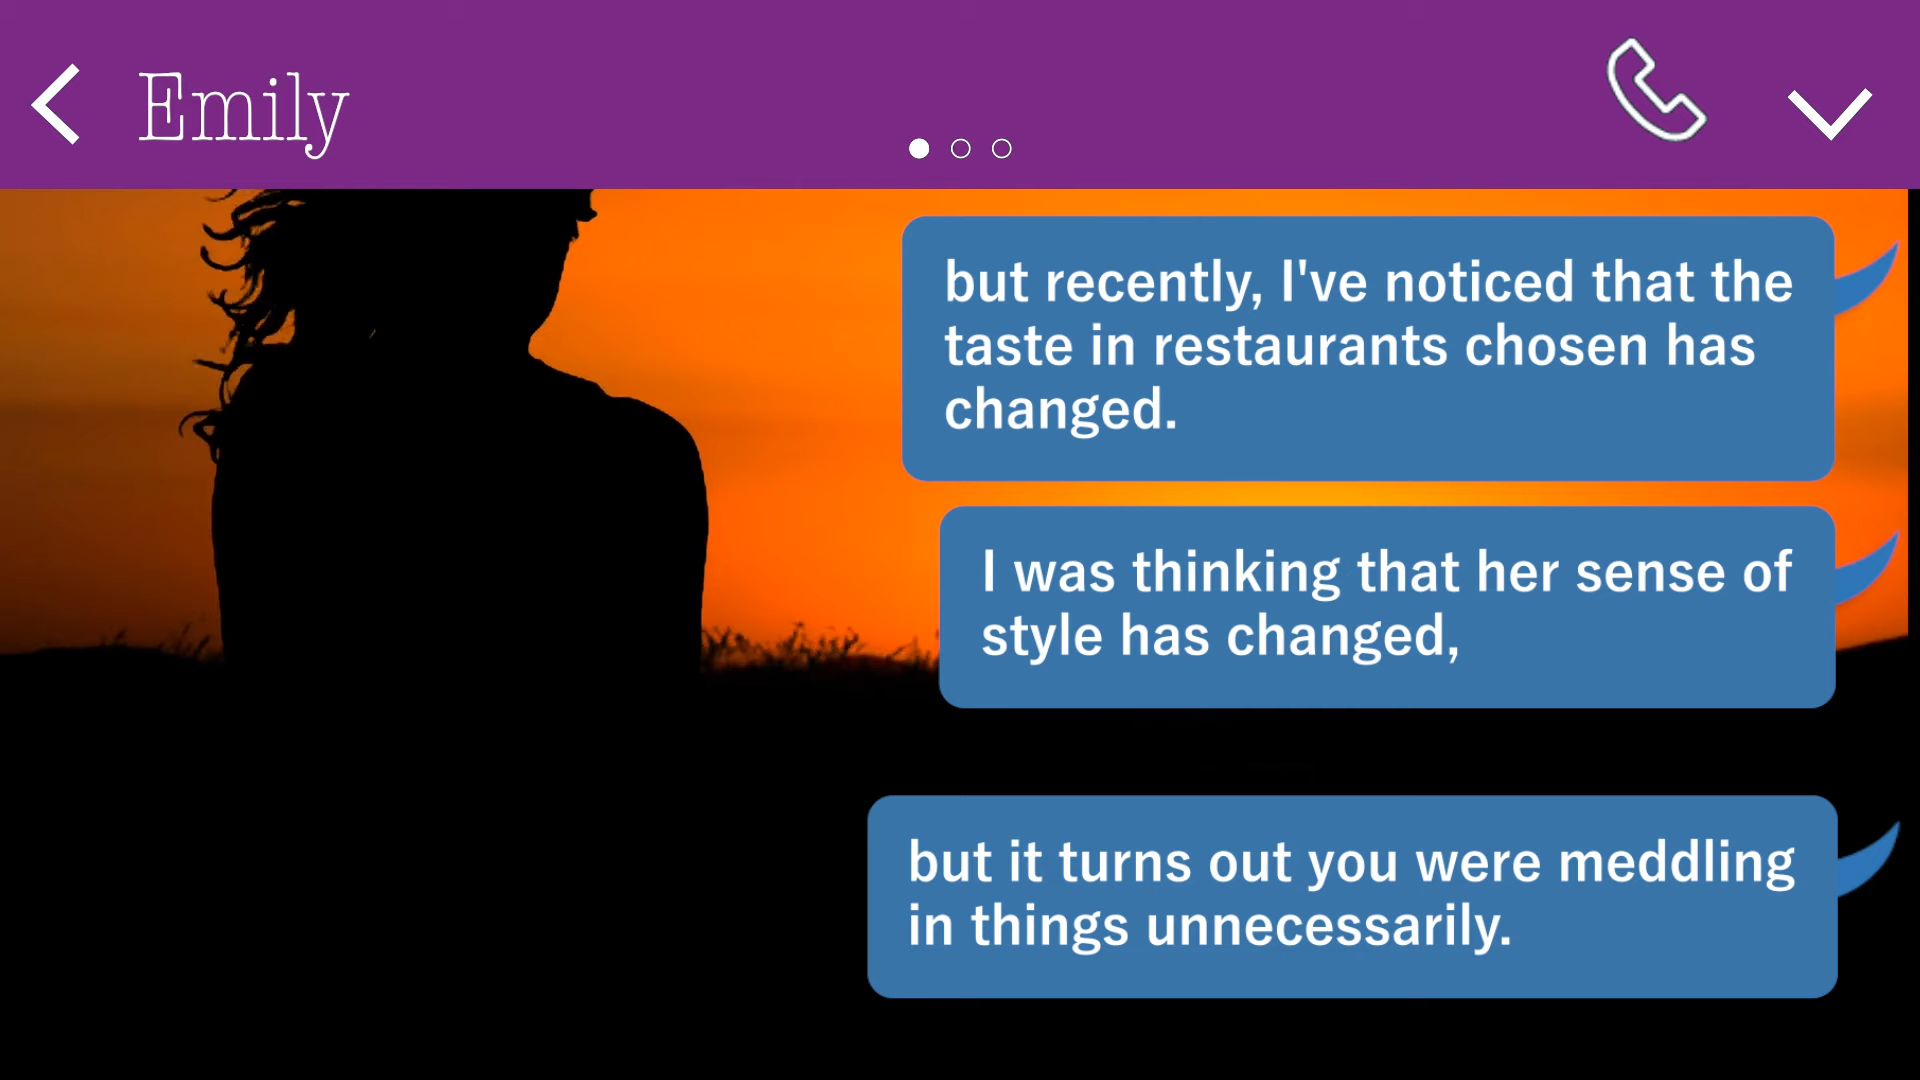 Emily
but recently, I've noticed that the
taste in restaurants chosen has
changed.
I was thinking that her sense of
style has changed,
but it turns out you were meddling
in things unnecessarily.